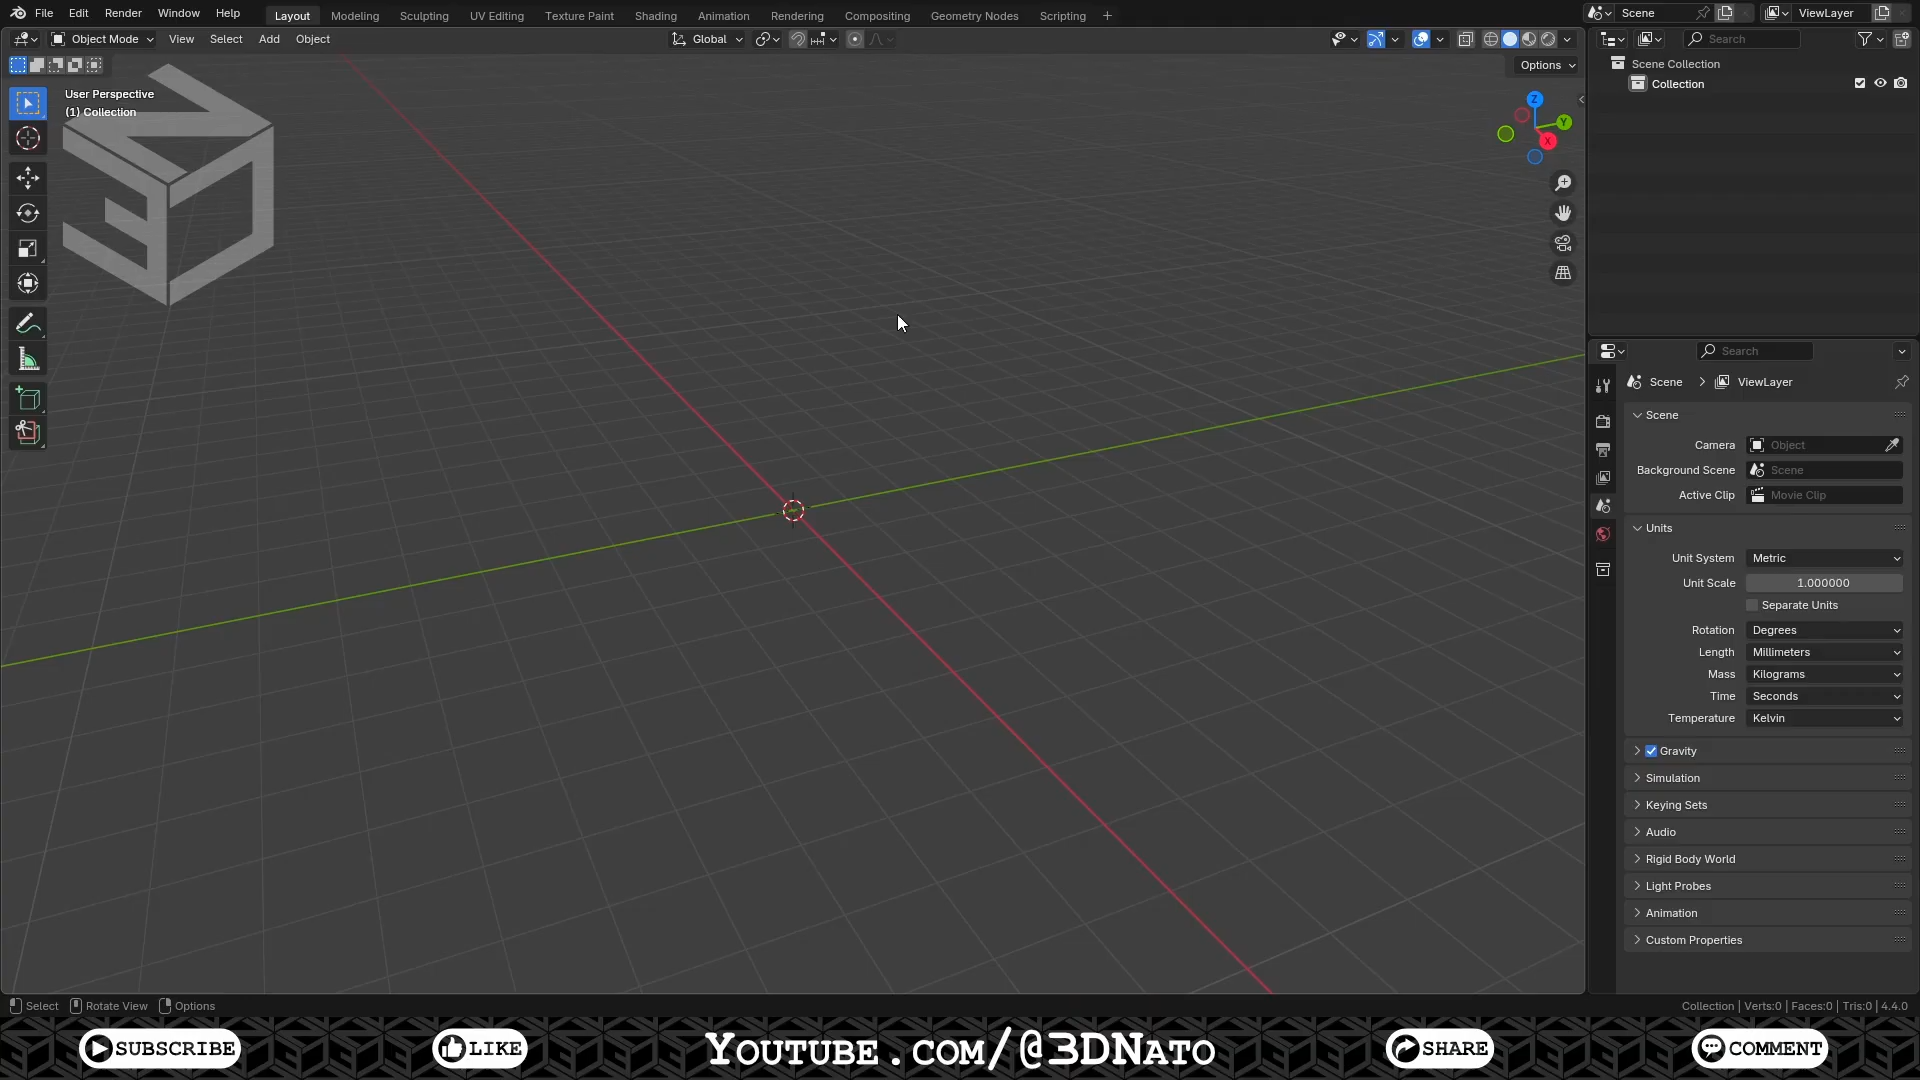 File Edit Render Window Help Layout Modeling Sculpting UV Editing Texture Paint Shading Animation Rendering Compositing Geometry Nodes Scripting + Scene ViewLayer
Object Mode View Select Add Object Global Search
Options
User Perspective
(1) Collection
Z
Y
X
3D
Scene Collection
Collection
Search
Scene > ViewLayer
Scene
Camera Object
Background Scene Scene
Active Clip Movie Clip
Units
Unit System Metric
Unit Scale 1.000000
Separate Units
Rotation Degrees
Length Millimeters
Mass Kilograms
Time Seconds
Temperature Kelvin
Gravity
Simulation
Keying Sets
Audio
Rigid Body World
Light Probes
Animation
Custom Properties
Select Rotate View Options Collection | Verts:0 | Faces:0 | Tris:0 | 4.4.0
SUBSCRIBE LIKE YOUTUBE.COM/@3DNATO SHARE COMMENT